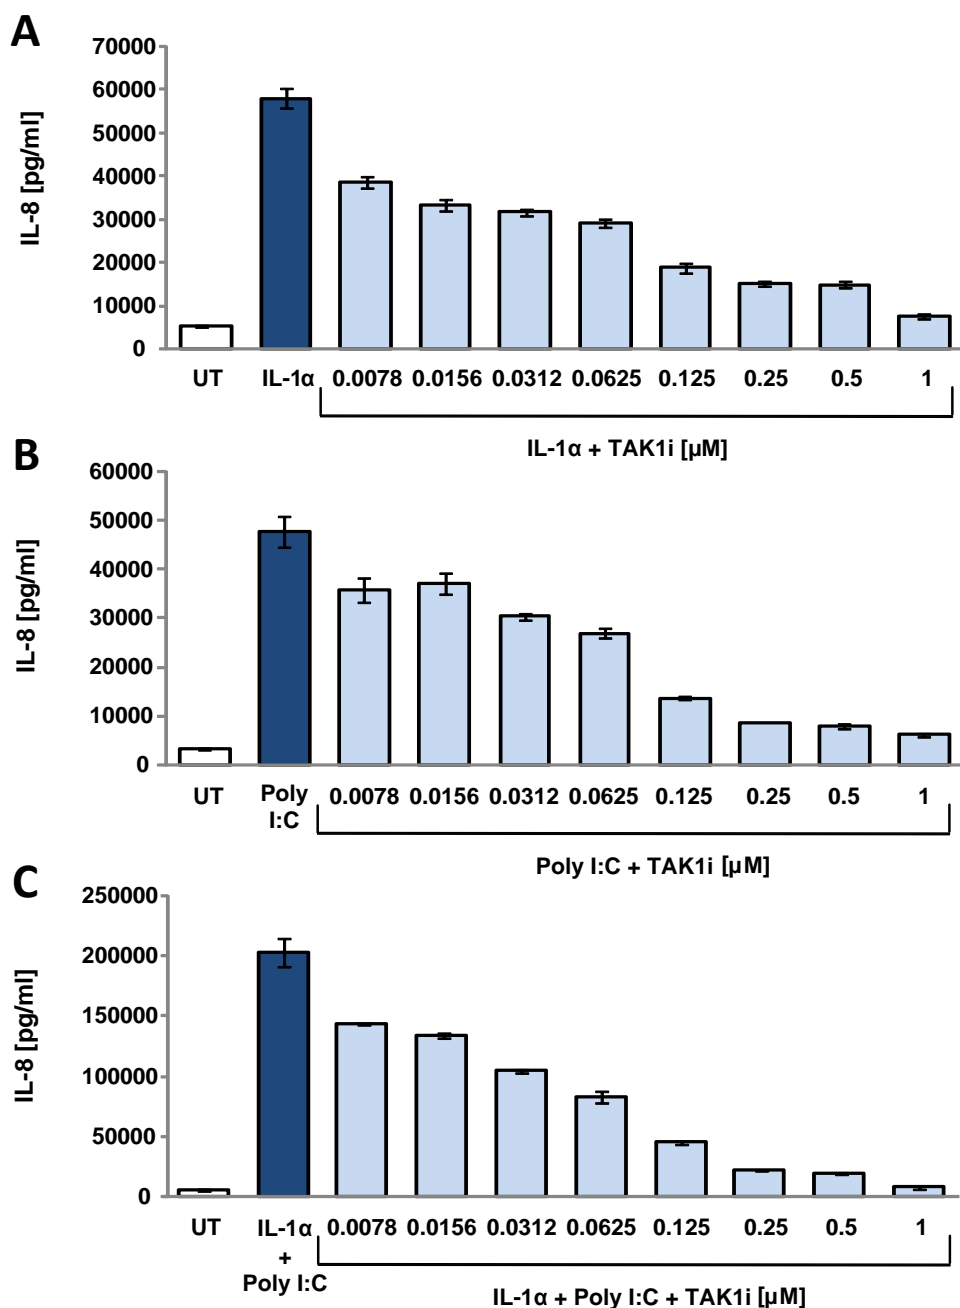 A
70000
60000
50000
40000
30000
20000
10000
0
IL-8 [pg/ml]
UT IL-1α 0.0078 0.0156 0.0312 0.0625 0.125 0.25 0.5 1
IL-1α + TAK1i [µM]
B
60000
50000
40000
30000
20000
10000
0
IL-8 [pg/ml]
UT Poly 0.0078 0.0156 0.0312 0.0625 0.125 0.25 0.5 1
I:C
Poly I:C + TAK1i [µM]
C
250000
200000
150000
100000
50000
0
IL-8 [pg/ml]
UT IL-1α 0.0078 0.0156 0.0312 0.0625 0.125 0.25 0.5 1
+
Poly I:C
IL-1α + Poly I:C + TAK1i [µM]